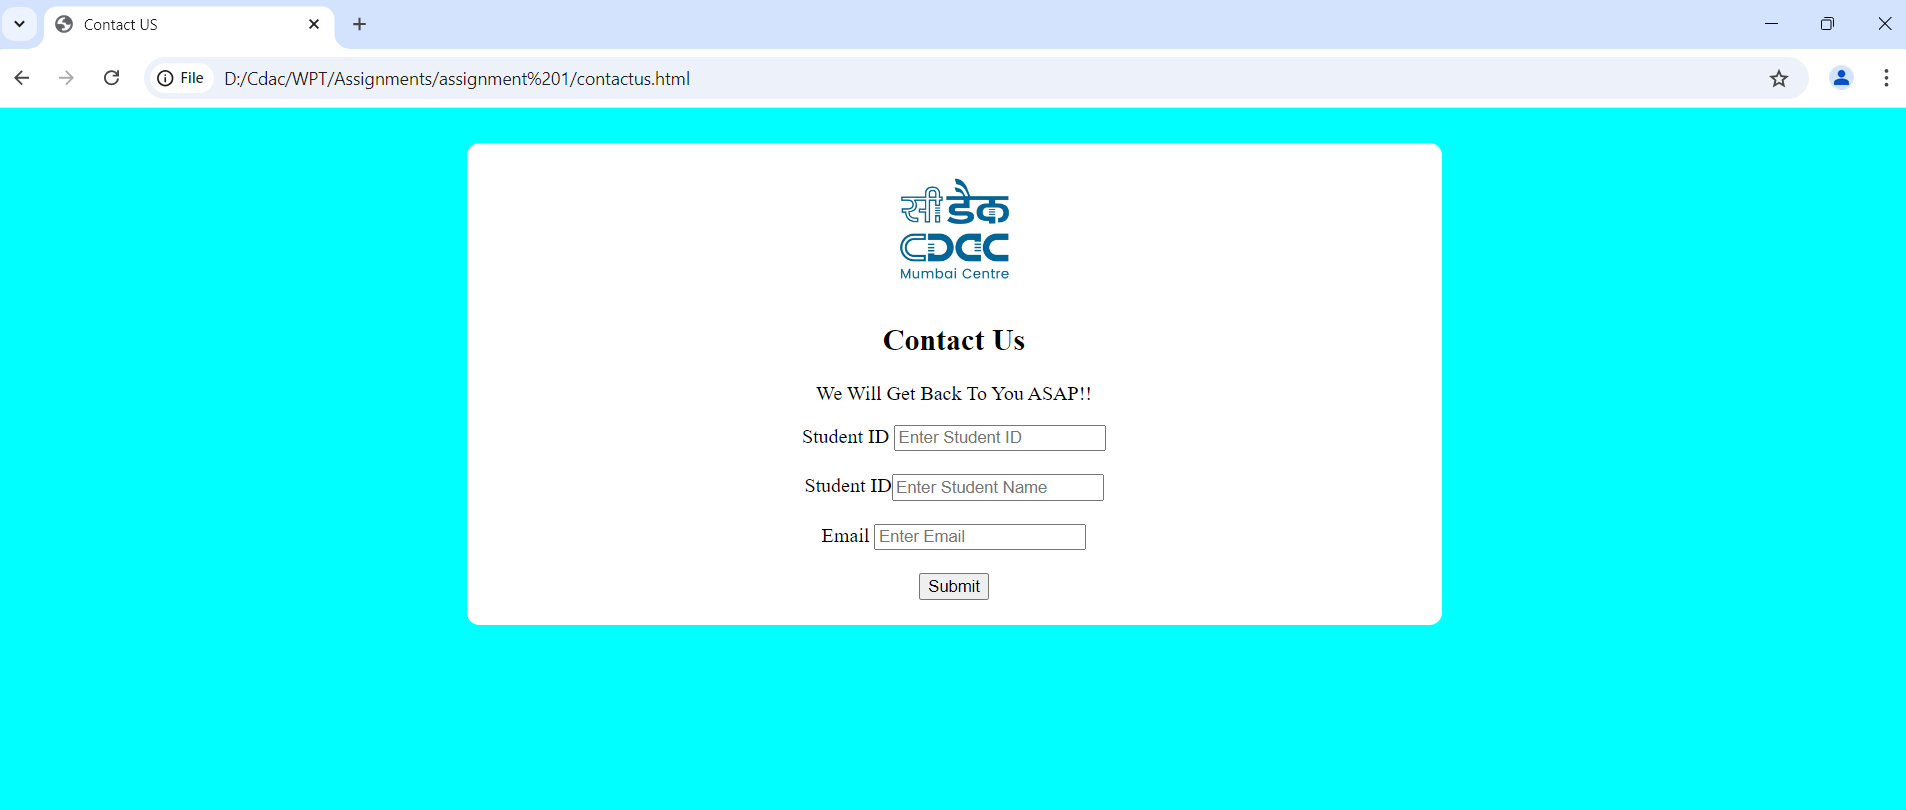 Contact US
File D:/Cdac/WPT/Assignments/assignment%201/contactus.html
सी डैक
CDAC
Mumbai Centre
Contact Us
We Will Get Back To You ASAP!!
Student ID Enter Student ID
Student ID Enter Student Name
Email Enter Email
Submit